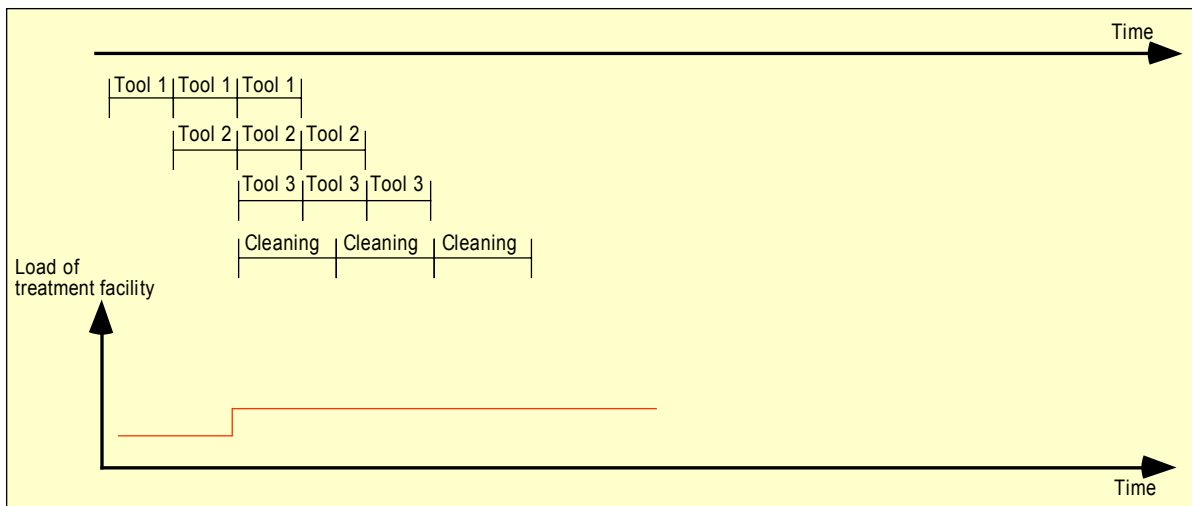 Time
Tool 1 Tool 1 Tool 1
Tool 2 Tool 2 Tool 2
Tool 3 Tool 3 Tool 3
Cleaning Cleaning Cleaning
Load of
treatment facility
Time